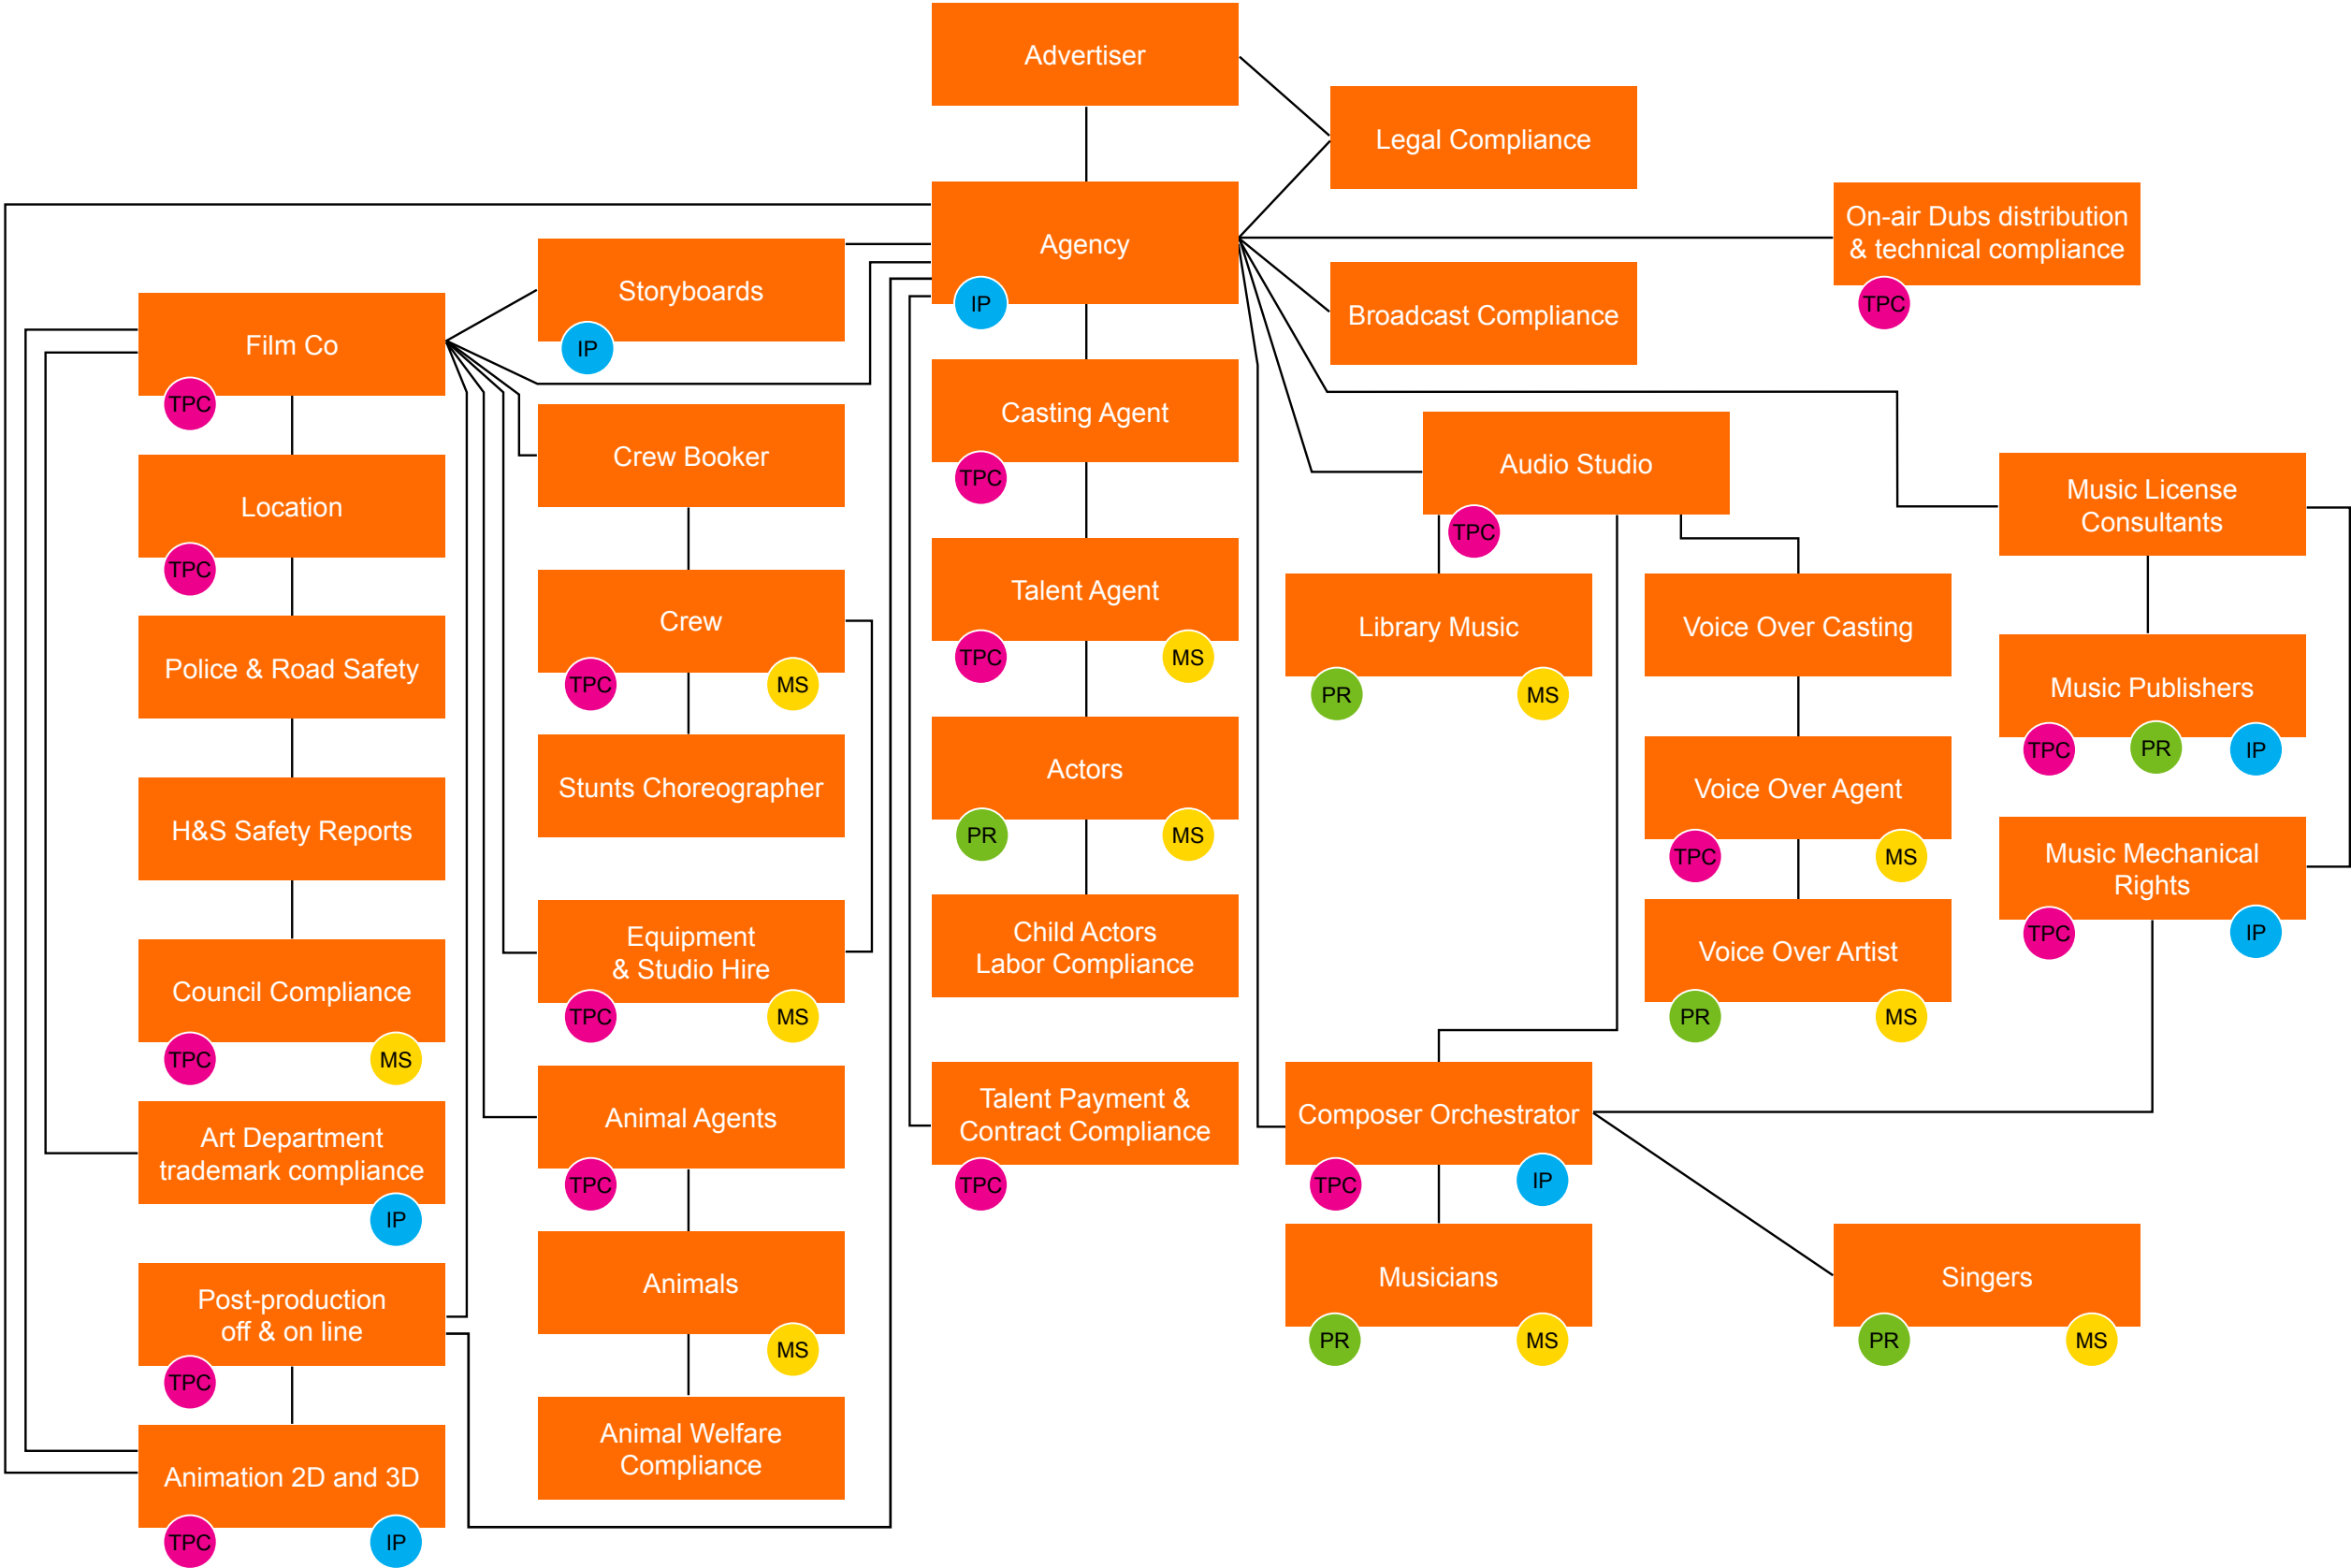 Advertiser
Legal Compliance
Agency
IP
On-air Dubs distribution
& technical compliance
TPC
Broadcast Compliance
Storyboards
IP
Film Co
TPC
Location
TPC
Police & Road Safety
H&S Safety Reports
Council Compliance
TPC
MS
Art Department
trademark compliance
IP
Post-production
off & on line
TPC
Animation 2D and 3D
TPC
IP
Crew Booker
Crew
TPC
MS
Stunts Choreographer
Equipment
& Studio Hire
TPC
MS
Animal Agents
TPC
Animals
MS
Animal Welfare
Compliance
Casting Agent
TPC
Talent Agent
TPC
MS
Actors
PR
MS
Child Actors
Labor Compliance
Talent Payment &
Contract Compliance
TPC
Audio Studio
TPC
Library Music
PR
MS
Voice Over Casting
Voice Over Agent
TPC
MS
Voice Over Artist
PR
MS
Composer Orchestrator
TPC
IP
Musicians
PR
MS
Singers
PR
MS
Music License
Consultants
Music Publishers
TPC
PR
IP
Music Mechanical
Rights
TPC
IP